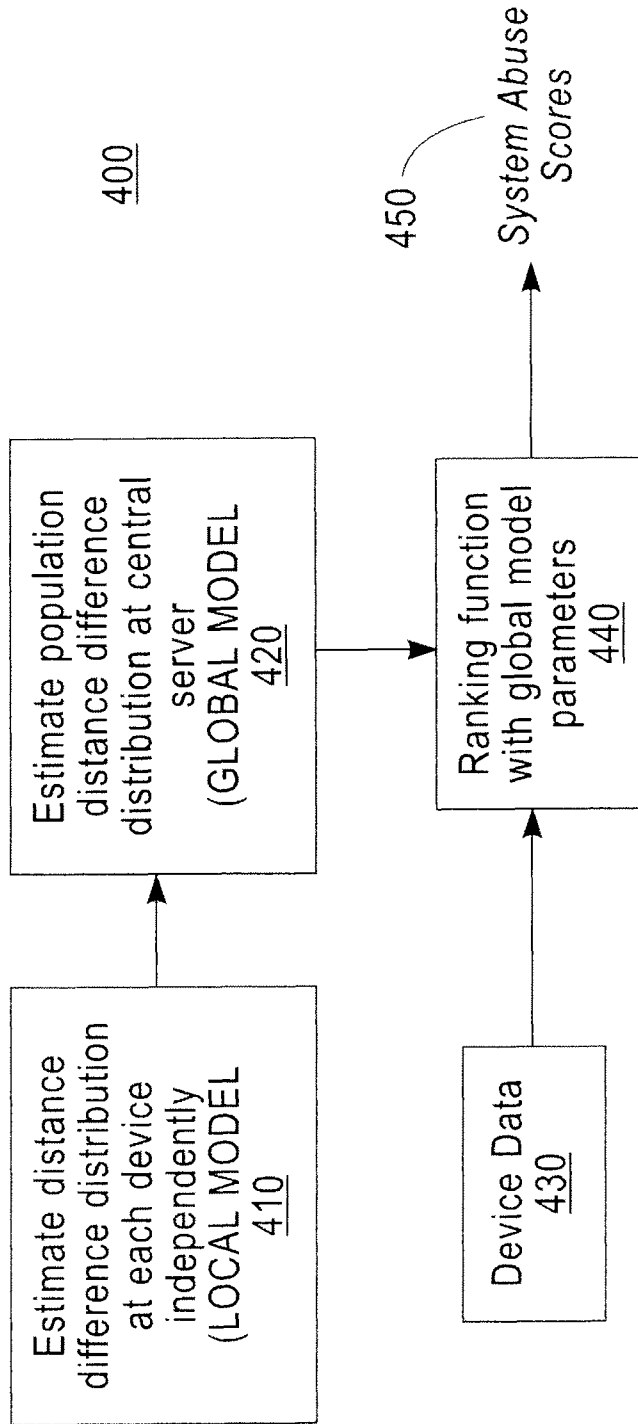 400
Estimate distance
difference distribution
at each device
independently
(LOCAL MODEL
410
Estimate population
distance difference
distribution at central
server
(GLOBAL MODEL
420
Device Data
430
Ranking function
with global model
parameters
440
450
System Abuse
Scores